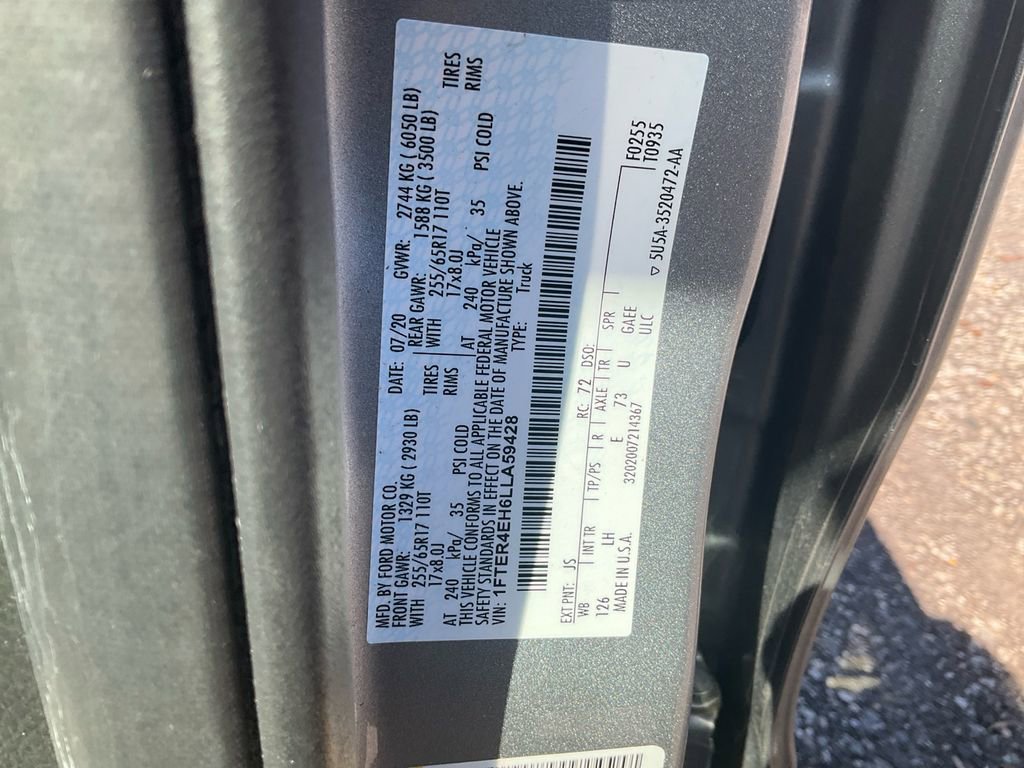 MFD. BY FORD MOTOR CO. DATE: 07/20 GVWR: 2744 KG ( 6050 LB)
FRONT GAWR: 1329 KG ( 2930 LB) REAR GAWR: 1588 KG ( 3500 LB)
WITH 255/65R17 110T TIRES WITH 255/65R17 110T TIRES
17x8.0J RIMS 17x8.0J RIMS
AT 240 kPa/ 35 PSI COLD AT 240 kPa/ 35 PSI COLD
THIS VEHICLE CONFORMS TO ALL APPLICABLE FEDERAL MOTOR VEHICLE
SAFETY STANDARDS IN EFFECT ON THE DATE OF MANUFACTURE SHOWN ABOVE.
VIN: 1FTER4EH6LLA59428 TYPE: Truck
EXT PNT: JS RC: 72 DSO:
WB INT TR TP/PS R AXLE TR SPR F0255
126 LH E 73 U GAEE T0935
MADE IN U.S.A. 3202007214367 ULC
▽ 5U5A-3520472-AA